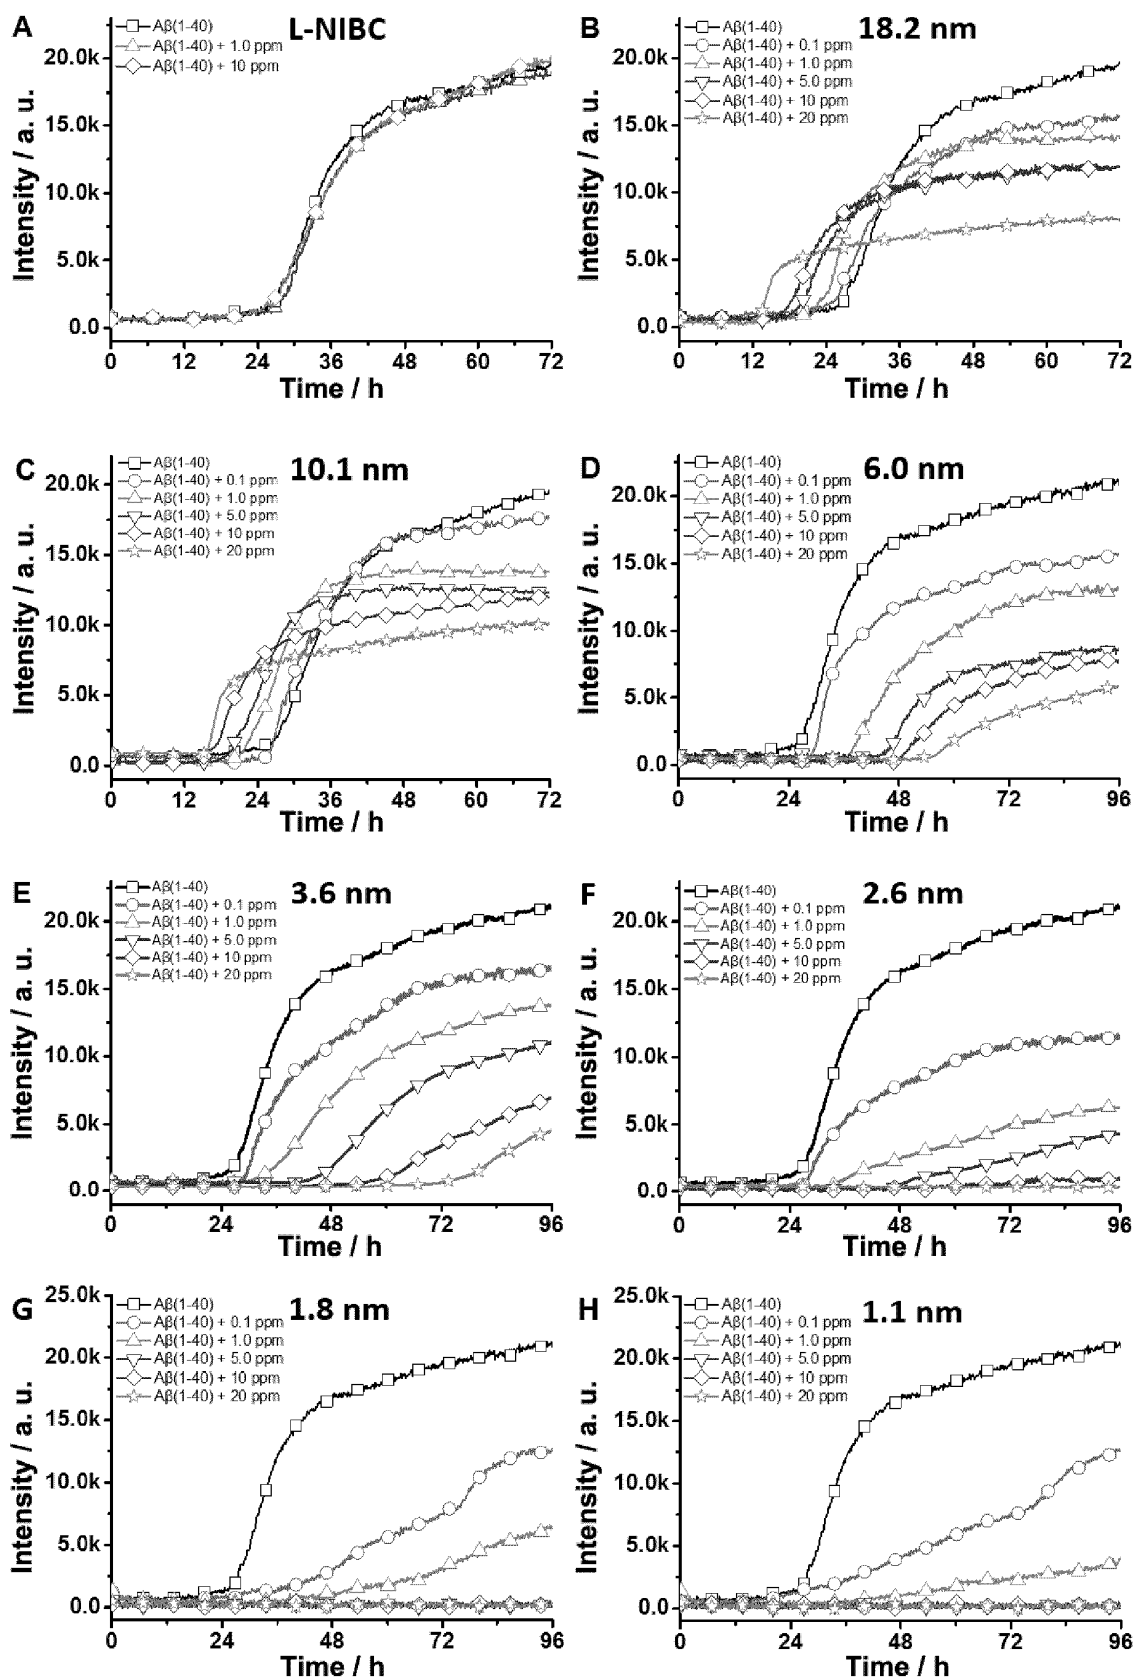 A
L-NIBC
Aβ(1-40)
Aβ(1-40) + 1.0 ppm
Aβ(1-40) + 10 ppm
Intensity / a. u.
20.0k
15.0k
10.0k
5.0k
0.0
0 12 24 36 48 60 72
Time / h
B
18.2 nm
Aβ(1-40)
Aβ(1-40) + 0.1 ppm
Aβ(1-40) + 1.0 ppm
Aβ(1-40) + 5.0 ppm
Aβ(1-40) + 10 ppm
Aβ(1-40) + 20 ppm
Intensity / a. u.
20.0k
15.0k
10.0k
5.0k
0.0
0 12 24 36 48 60 72
Time / h
C
10.1 nm
Aβ(1-40)
Aβ(1-40) + 0.1 ppm
Aβ(1-40) + 1.0 ppm
Aβ(1-40) + 5.0 ppm
Aβ(1-40) + 10 ppm
Aβ(1-40) + 20 ppm
Intensity / a. u.
20.0k
15.0k
10.0k
5.0k
0.0
0 12 24 36 48 60 72
Time / h
D
6.0 nm
Aβ(1-40)
Aβ(1-40) + 0.1 ppm
Aβ(1-40) + 1.0 ppm
Aβ(1-40) + 5.0 ppm
Aβ(1-40) + 10 ppm
Aβ(1-40) + 20 ppm
Intensity / a. u.
20.0k
15.0k
10.0k
5.0k
0.0
0 24 48 72 96
Time / h
E
3.6 nm
Aβ(1-40)
Aβ(1-40) + 0.1 ppm
Aβ(1-40) + 1.0 ppm
Aβ(1-40) + 5.0 ppm
Aβ(1-40) + 10 ppm
Aβ(1-40) + 20 ppm
Intensity / a. u.
20.0k
15.0k
10.0k
5.0k
0.0
0 24 48 72 96
Time / h
F
2.6 nm
Aβ(1-40)
Aβ(1-40) + 0.1 ppm
Aβ(1-40) + 1.0 ppm
Aβ(1-40) + 5.0 ppm
Aβ(1-40) + 10 ppm
Aβ(1-40) + 20 ppm
Intensity / a. u.
20.0k
15.0k
10.0k
5.0k
0.0
0 24 48 72 96
Time / h
G
1.8 nm
Aβ(1-40)
Aβ(1-40) + 0.1 ppm
Aβ(1-40) + 1.0 ppm
Aβ(1-40) + 5.0 ppm
Aβ(1-40) + 10 ppm
Aβ(1-40) + 20 ppm
Intensity / a. u.
25.0k
20.0k
15.0k
10.0k
5.0k
0.0
0 24 48 72 96
Time / h
H
1.1 nm
Aβ(1-40)
Aβ(1-40) + 0.1 ppm
Aβ(1-40) + 1.0 ppm
Aβ(1-40) + 5.0 ppm
Aβ(1-40) + 10 ppm
Aβ(1-40) + 20 ppm
Intensity / a. u.
25.0k
20.0k
15.0k
10.0k
5.0k
0.0
0 24 48 72 96
Time / h